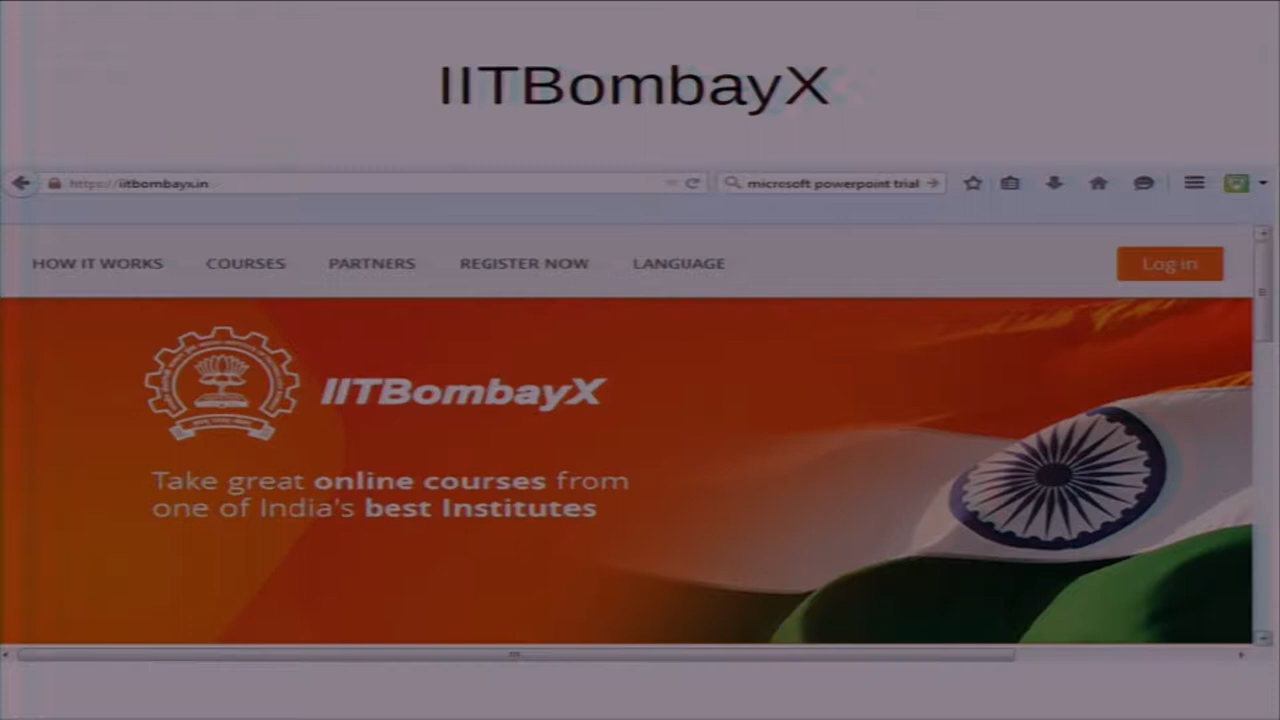 IITBombayX
https://iitbombayx.in
microsoft powerpoint trial
HOW IT WORKS COURSES PARTNERS REGISTER NOW LANGUAGE Log in
IITBombayX
Take great online courses from
one of India's best Institutes